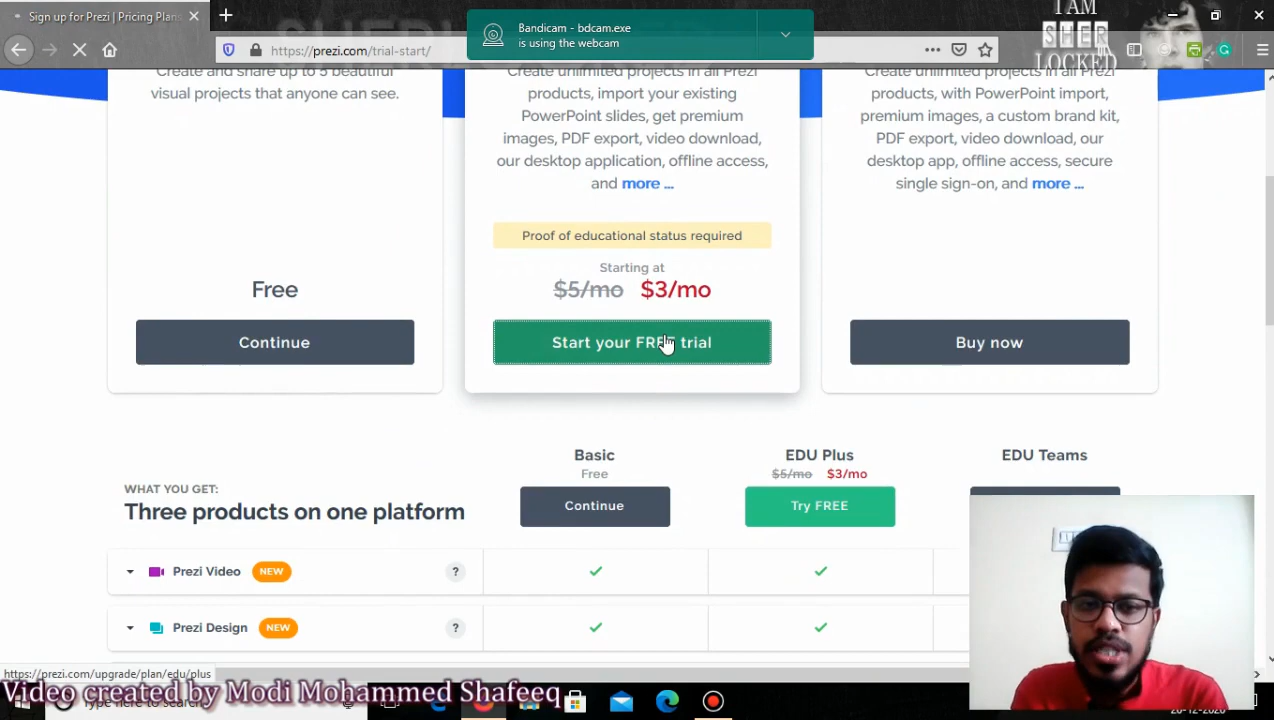 Sign up for Prezi | Pricing Plans
I AM
SHER
LOCKED
Bandicam - bdcam.exe
is using the webcam
https://prezi.com/trial-start/
Create and share up to 5 beautiful
visual projects that anyone can see.
Free
Continue
Create unlimited projects in all Prezi
products, import your existing
PowerPoint slides, get premium
images, PDF export, video download,
our desktop application, offline access,
and more ...
Proof of educational status required
Starting at
$5/mo $3/mo
Start your FREE trial
Create unlimited projects in all Prezi
products, with PowerPoint import,
premium images, a custom brand kit,
PDF export, video download, our
desktop app, offline access, secure
single sign-on, and more ...
Buy now
WHAT YOU GET:
Three products on one platform
Basic
Free
Continue
EDU Plus
$5/mo $3/mo
Try FREE
EDU Teams
Prezi Video NEW ?
Prezi Design NEW ?
https://prezi.com/upgrade/plan/edu/plus
Video created by Modi Mohammed Shafeeq